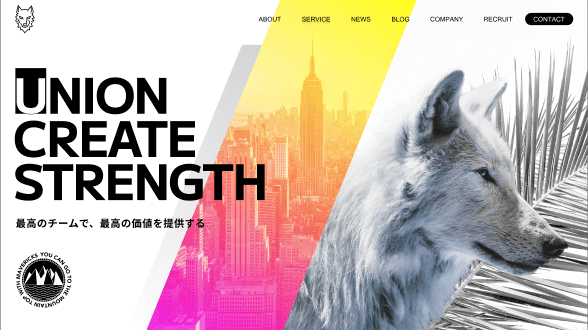 ABOUT SERVICE NEWS BLOG COMPANY RECRUIT CONTACT
UNION
CREATE
STRENGTH
最高のチームで、最高の価値を提供する
WITH MAVERICKS YOU CAN GO TO THE MOUNTAIN TOP